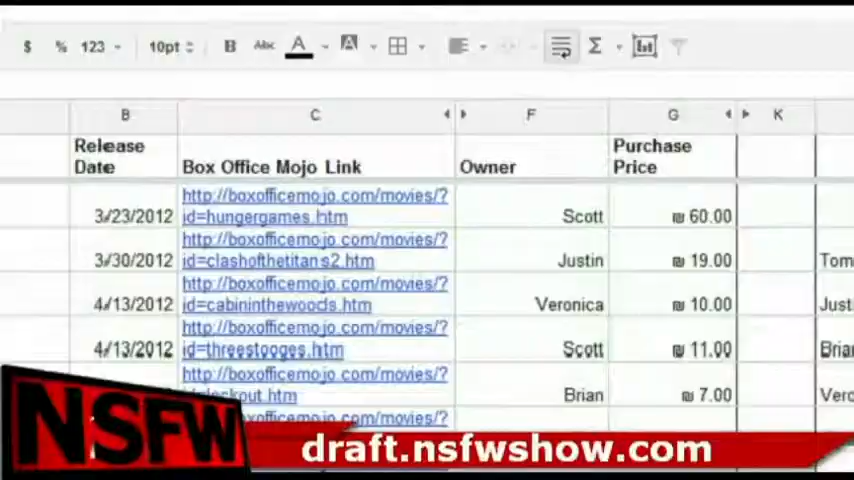 $ % 123 10pt B Abc A A Σ
B C F G K
Release Date Box Office Mojo Link Owner Purchase Price
3/23/2012 http://boxofficemojo.com/movies/?id=hungergames.htm Scott ₪ 60.00
3/30/2012 http://boxofficemojo.com/movies/?id=clashofthetitans2.htm Justin ₪ 19.00
4/13/2012 http://boxofficemojo.com/movies/?id=cabininthewoods.htm Veronica ₪ 10.00
4/13/2012 http://boxofficemojo.com/movies/?id=threestooges.htm Scott ₪ 11.00
http://boxofficemojo.com/movies/? Brian ₪ 7.00
NSFW draft.nsfwshow.com